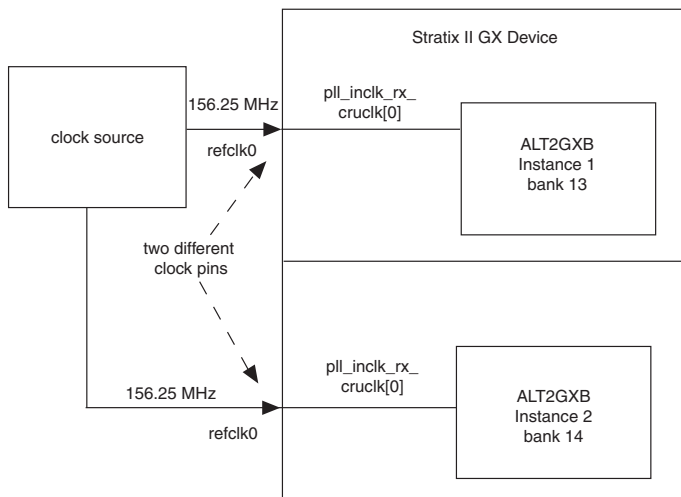 Stratix II GX Device
clock source
156.25 MHz
refclk0
pll_inclk_rx_
cruclk[0]
ALT2GXB
Instance 1
bank 13
two different
clock pins
156.25 MHz
refclk0
pll_inclk_rx_
cruclk[0]
ALT2GXB
Instance 2
bank 14